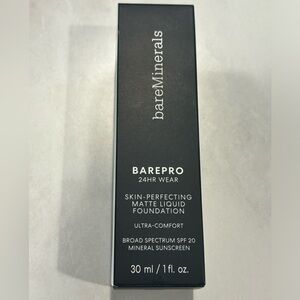 bareMinerals
BAREPRO
24HR WEAR
SKIN-PERFECTING
MATTE LIQUID
FOUNDATION
ULTRA-COMFORT
BROAD SPECTRUM SPF 20
MINERAL SUNSCREEN
30 ml / 1 fl. oz.